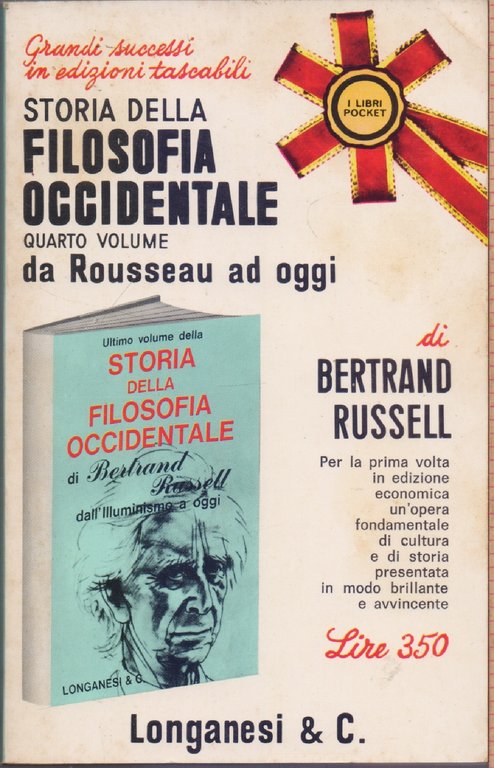 Grandi successi
in edizioni tascabili
I LIBRI
POCKET
STORIA DELLA
FILOSOFIA
OCCIDENTALE
QUARTO VOLUME
da Rousseau ad oggi
Ultimo volume della
STORIA
DELLA
FILOSOFIA
OCCIDENTALE
di Bertrand
Russell
dall'Illuminismo a oggi
LONGANESI & C.
di
BERTRAND
RUSSELL
Per la prima volta
in edizione
economica
un'opera
fondamentale
di cultura
e di storia
presentata
in modo brillante
e avvincente
Lire 350
Longanesi & C.